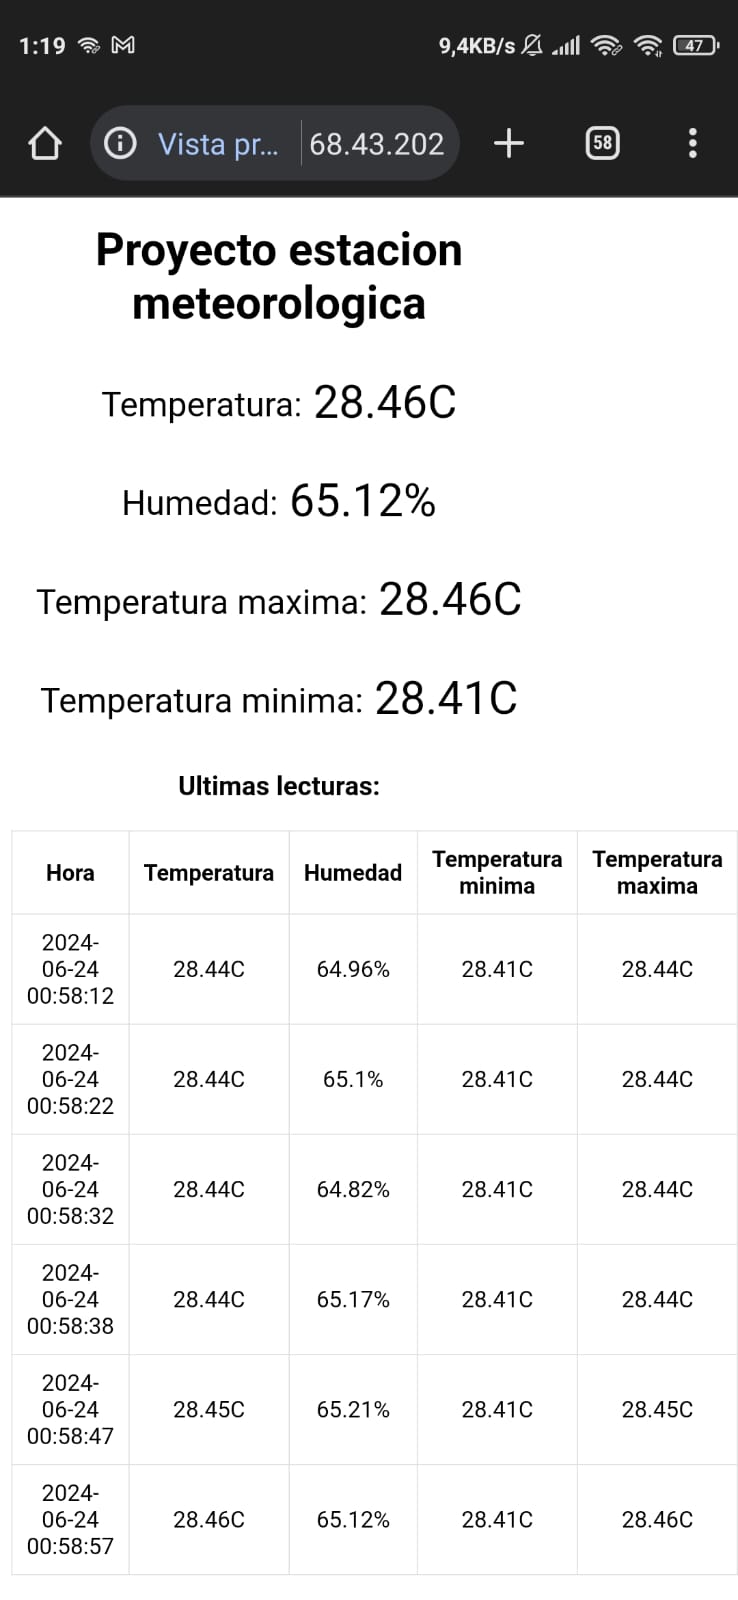 1:19
9,4KB/s
47
Vista pr...
68.43.202
58
Proyecto estacion
meteorologica
Temperatura: 28.46C
Humedad: 65.12%
Temperatura maxima: 28.46C
Temperatura minima: 28.41C
Ultimas lecturas:
Hora Temperatura Humedad Temperatura minima Temperatura maxima
2024-06-24 00:58:12 28.44C 64.96% 28.41C 28.44C
2024-06-24 00:58:22 28.44C 65.1% 28.41C 28.44C
2024-06-24 00:58:32 28.44C 64.82% 28.41C 28.44C
2024-06-24 00:58:38 28.44C 65.17% 28.41C 28.44C
2024-06-24 00:58:47 28.45C 65.21% 28.41C 28.45C
2024-06-24 00:58:57 28.46C 65.12% 28.41C 28.46C